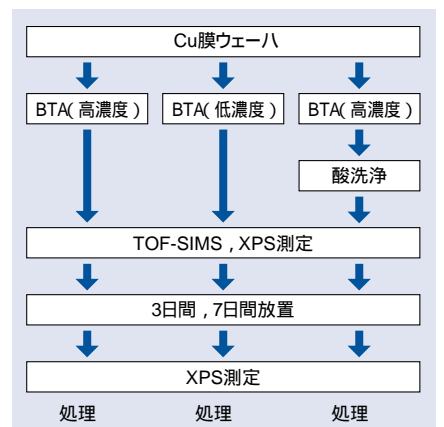 Cu膜ウェーハ
BTA(高濃度) BTA(低濃度) BTA(高濃度)
酸洗浄
TOF-SIMS,XPS測定
3日間,7日間放置
XPS測定
処理 処理 処理